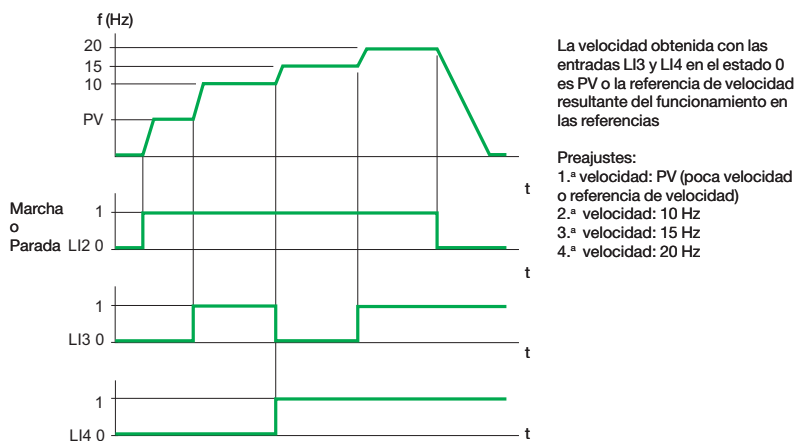 f (Hz)
20
15
10
PV
t
Marcha
o
Parada
1
LI2 0
t
1
LI3 0
t
1
LI4 0
t
La velocidad obtenida con las
entradas LI3 y LI4 en el estado 0
es PV o la referencia de velocidad
resultante del funcionamiento en
las referencias
Preajustes:
1.ª velocidad: PV (poca velocidad
o referencia de velocidad)
2.ª velocidad: 10 Hz
3.ª velocidad: 15 Hz
4.ª velocidad: 20 Hz